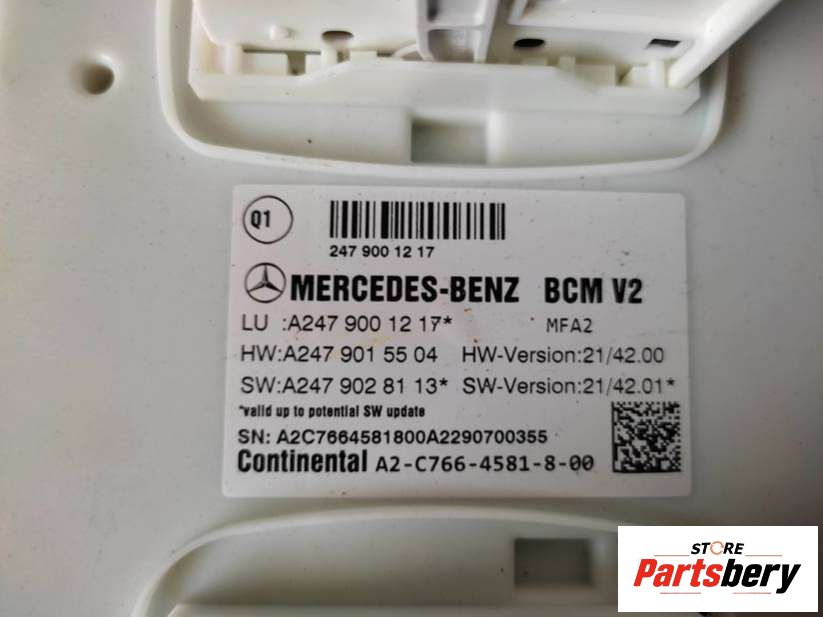 Q1
247 900 12 17
MERCEDES-BENZ BCM V2
LU :A247 900 12 17* MFA2
HW:A247 901 55 04 HW-Version:21/42.00
SW:A247 902 81 13* SW-Version:21/42.01*
*valid up to potential SW update
SN: A2C7664581800A2290700355
Continental A2-C766-4581-8-00
STORE
Partsbery